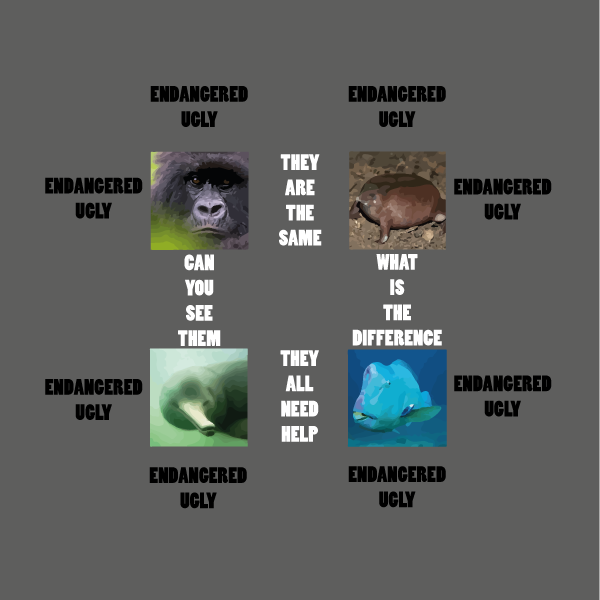 ENDANGERED
UGLY
ENDANGERED
UGLY
ENDANGERED
UGLY
THEY
ARE
THE
SAME
ENDANGERED
UGLY
CAN
YOU
SEE
THEM
WHAT
IS
THE
DIFFERENCE
ENDANGERED
UGLY
THEY
ALL
NEED
HELP
ENDANGERED
UGLY
ENDANGERED
UGLY
ENDANGERED
UGLY